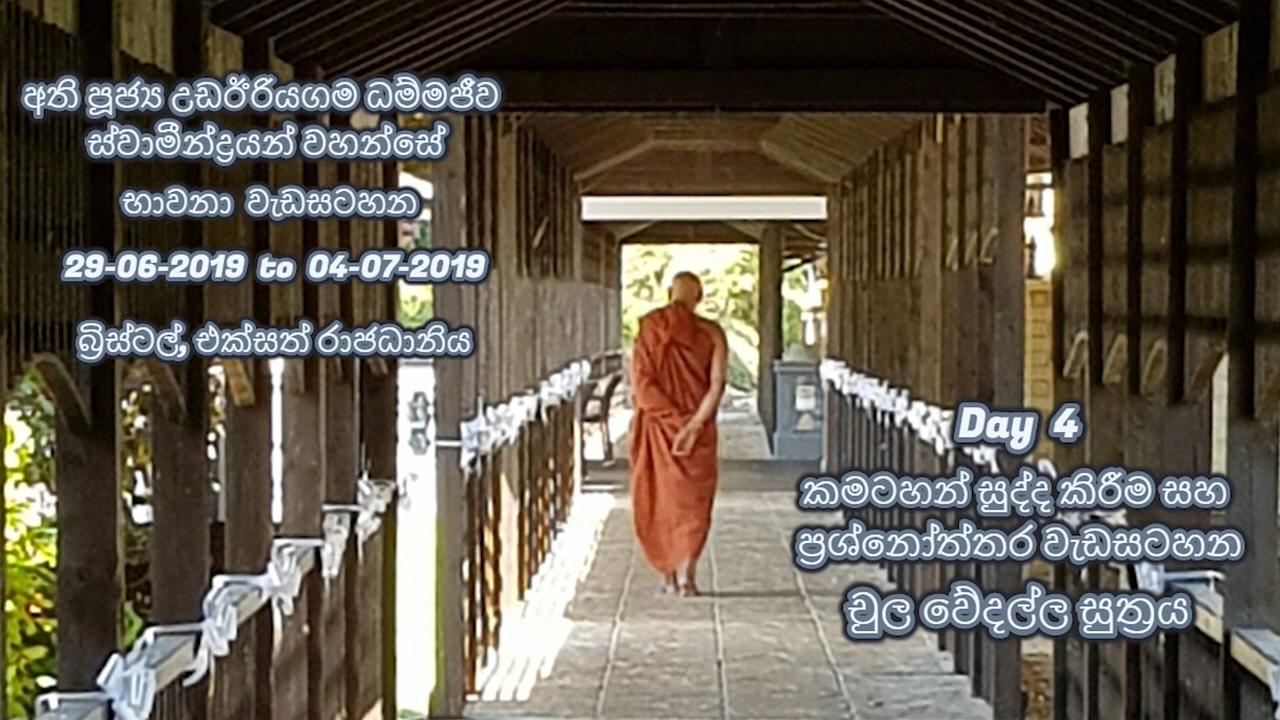 අති පූජ්‍ය උඩඊරියගම ධම්මජීව
ස්වාමීන්ද්‍රයන් වහන්සේ
භාවනා වැඩසටහන
29-06-2019 to 04-07-2019
බ්‍රිස්ටල්, එක්සත් රාජධානිය
Day 4
කමටහන් සුද්ද කිරීම සහ
ප්‍රශ්නෝත්තර වැඩසටහන
චුල වේදල්ල සුත්‍රය